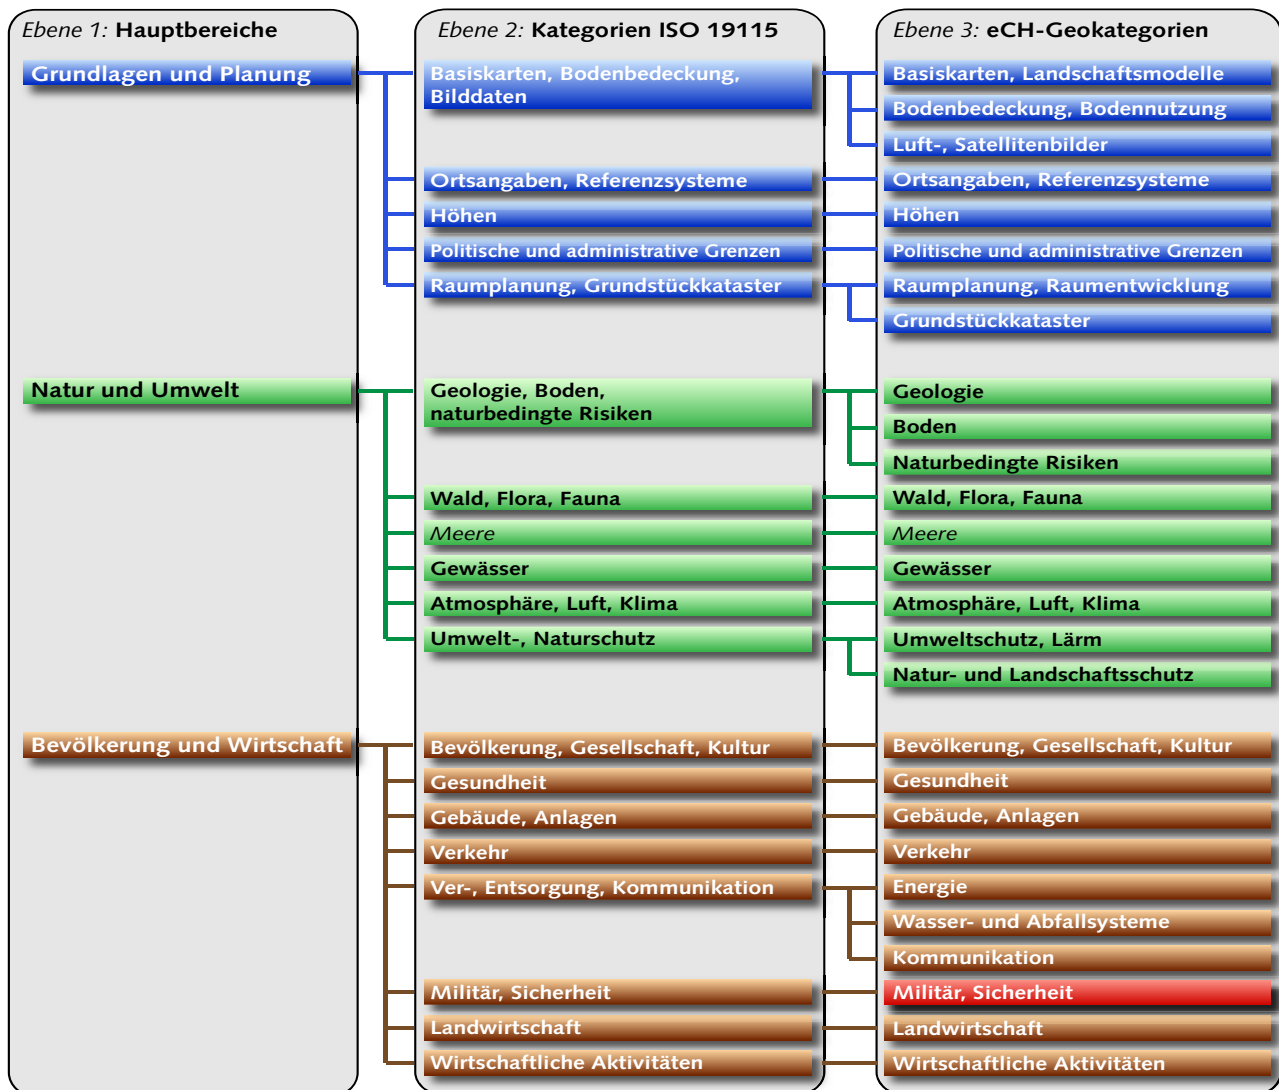 Ebene 1: Hauptbereiche
Grundlagen und Planung
Natur und Umwelt
Bevölkerung und Wirtschaft
Ebene 2: Kategorien ISO 19115
Basiskarten, Bodenbedeckung,
Bilddaten
Ortsangaben, Referenzsysteme
Höhen
Politische und administrative Grenzen
Raumplanung, Grundstückkataster
Geologie, Boden,
naturbedingte Risiken
Wald, Flora, Fauna
Meere
Gewässer
Atmosphäre, Luft, Klima
Umwelt-, Naturschutz
Bevölkerung, Gesellschaft, Kultur
Gesundheit
Gebäude, Anlagen
Verkehr
Ver-, Entsorgung, Kommunikation
Militär, Sicherheit
Landwirtschaft
Wirtschaftliche Aktivitäten
Ebene 3: eCH-Geokategorien
Basiskarten, Landschaftsmodelle
Bodenbedeckung, Bodennutzung
Luft-, Satellitenbilder
Ortsangaben, Referenzsysteme
Höhen
Politische und administrative Grenzen
Raumplanung, Raumentwicklung
Grundstückkataster
Geologie
Boden
Naturbedingte Risiken
Wald, Flora, Fauna
Meere
Gewässer
Atmosphäre, Luft, Klima
Umweltschutz, Lärm
Natur- und Landschaftsschutz
Bevölkerung, Gesellschaft, Kultur
Gesundheit
Gebäude, Anlagen
Verkehr
Energie
Wasser- und Abfallsysteme
Kommunikation
Militär, Sicherheit
Landwirtschaft
Wirtschaftliche Aktivitäten